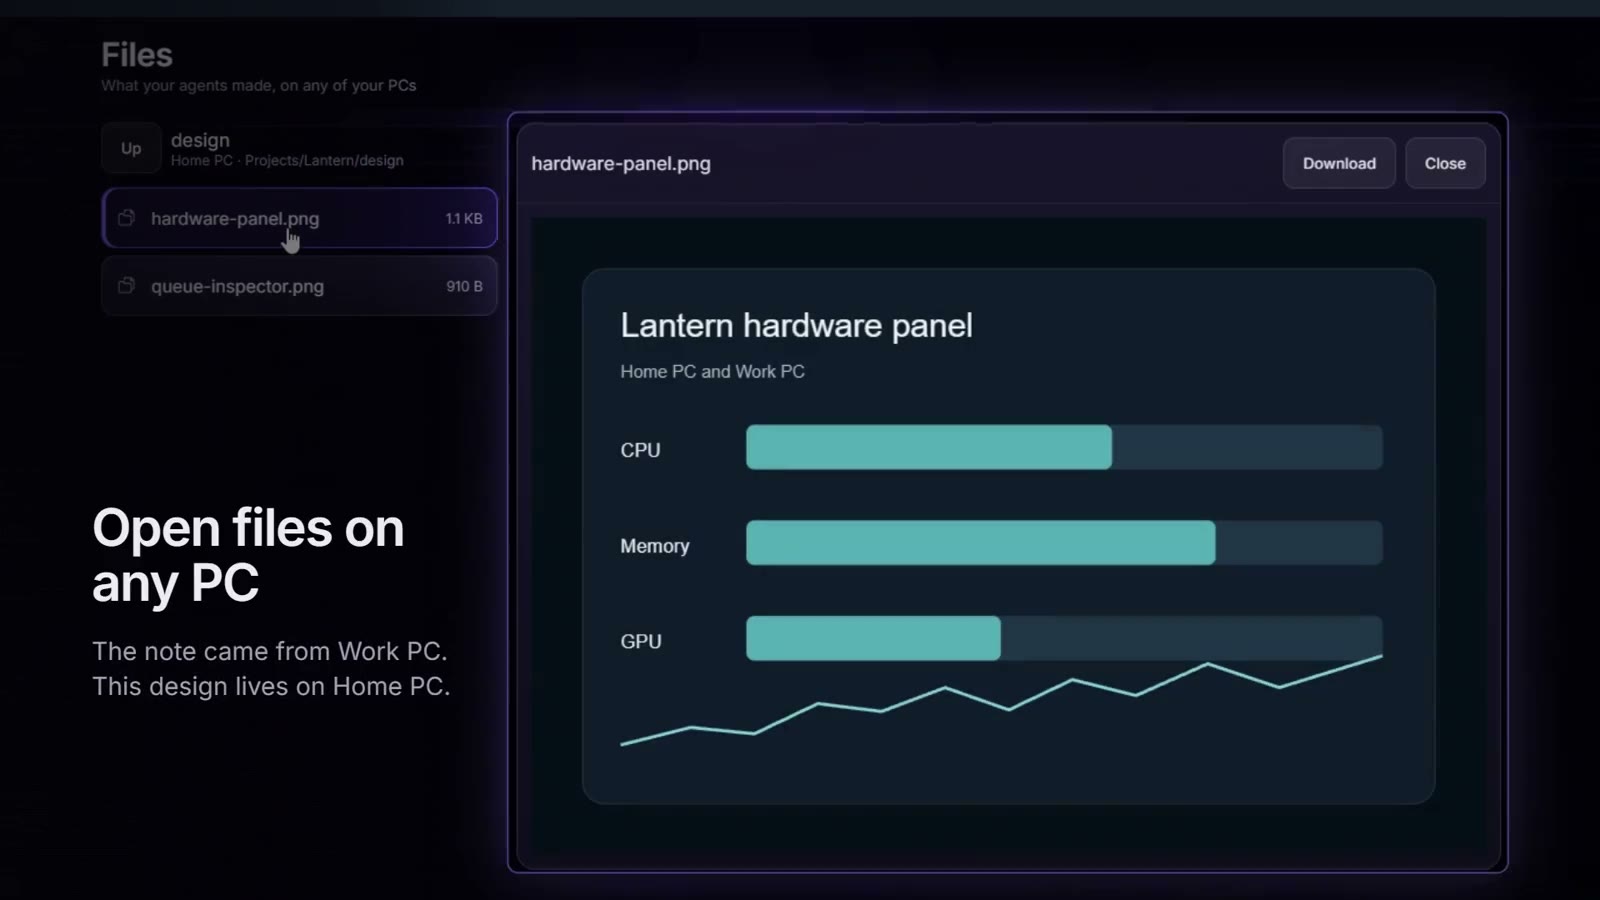 Files
What your agents made, on any of your PCs
Up
design
Home PC · Projects/Lantern/design
hardware-panel.png
1.1 KB
queue-inspector.png
910 B
Open files on
any PC
The note came from Work PC.
This design lives on Home PC.
hardware-panel.png
Download
Close
Lantern hardware panel
Home PC and Work PC
CPU
Memory
GPU